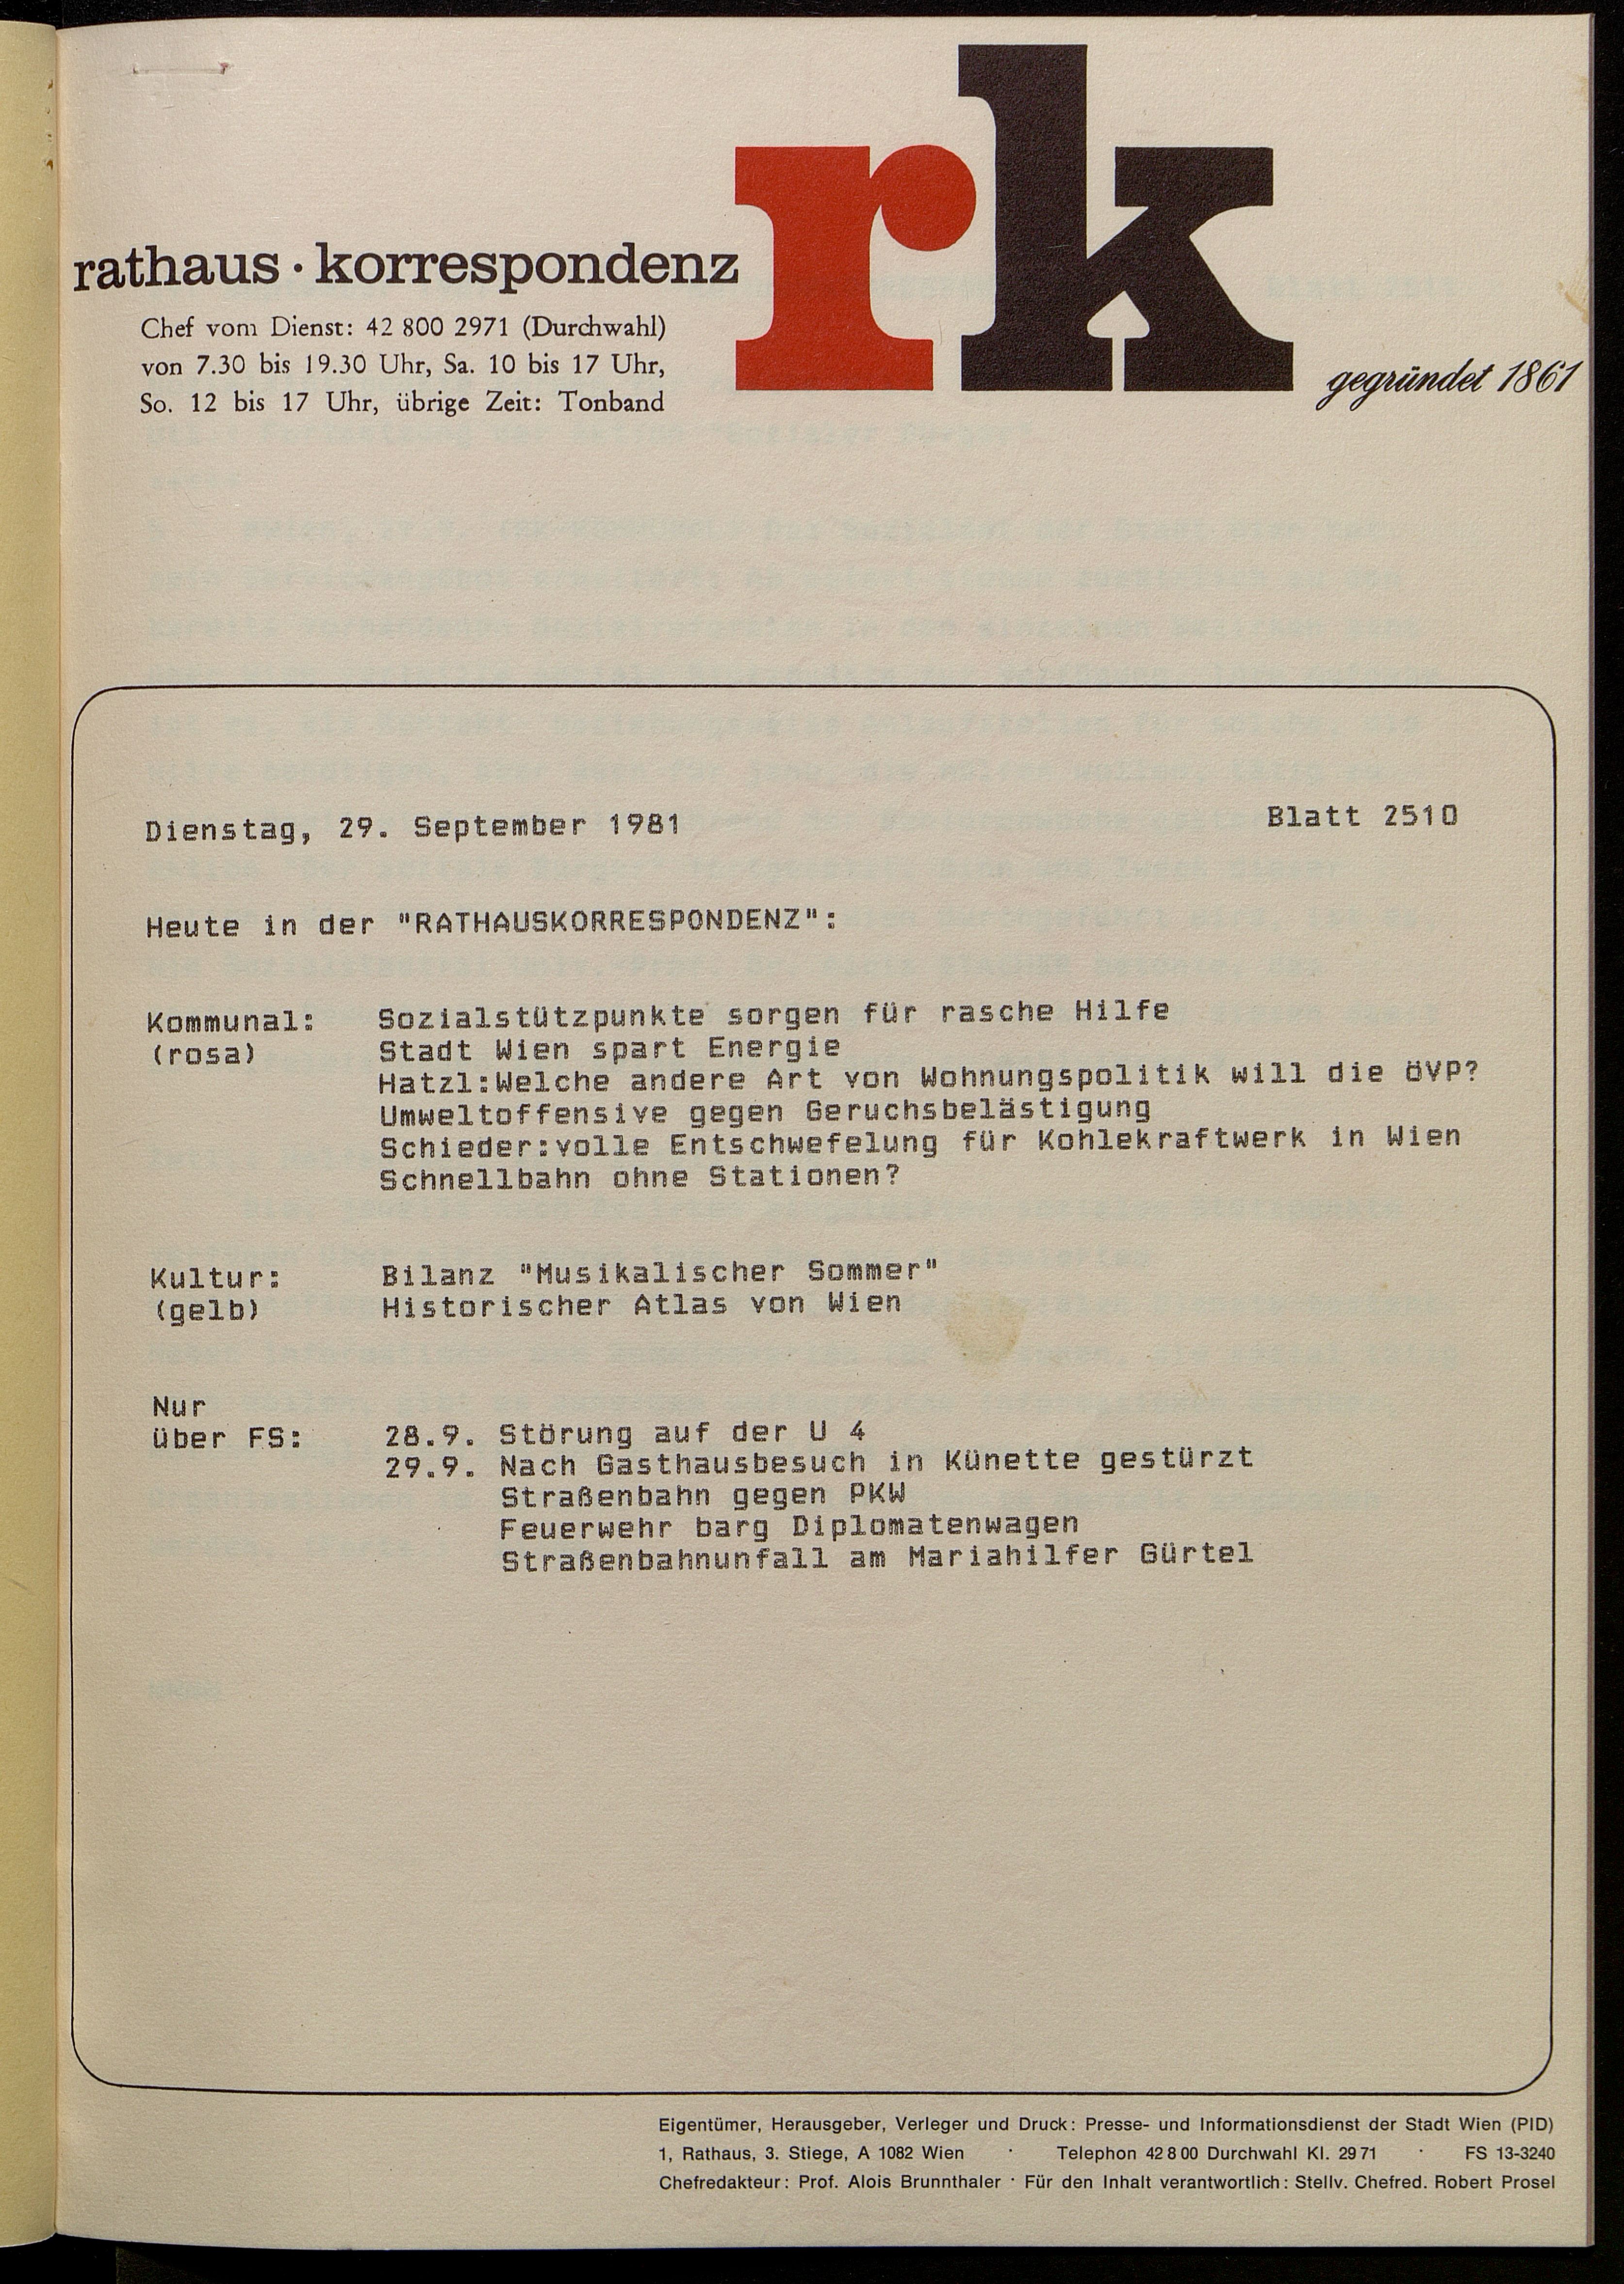 rk
rathaus · korrespondenz
Chef vom Dienst: 42 800 2971 (Durchwahl)
von 7.30 bis 19.30 Uhr, Sa. 10 bis 17 Uhr,
So. 12 bis 17 Uhr, übrige Zeit: Tonband
gegründet 1861
Dienstag, 29. September 1981 Blatt 2510
Heute in der "RATHAUSKORRESPONDENZ":
Kommunal: Sozialstützpunkte sorgen für rasche Hilfe
(rosa) Stadt Wien spart Energie
Hatzl:Welche andere Art von Wohnungspolitik will die ÖVP?
Umweltoffensive gegen Geruchsbelästigung
Schieder:volle Entschwefelung für Kohlekraftwerk in Wien
Schnellbahn ohne Stationen?
Kultur: Bilanz "Musikalischer Sommer"
(gelb) Historischer Atlas von Wien
Nur
über FS: 28.9. Störung auf der U 4
29.9. Nach Gasthausbesuch in Künette gestürzt
Straßenbahn gegen PKW
Feuerwehr barg Diplomatenwagen
Straßenbahnunfall am Mariahilfer Gürtel
Eigentümer, Herausgeber, Verleger und Druck: Presse- und Informationsdienst der Stadt Wien (PID)
1, Rathaus, 3. Stiege, A 1082 Wien · Telephon 42 8 00 Durchwahl Kl. 29 71 · FS 13-3240
Chefredakteur: Prof. Alois Brunnthaler · Für den Inhalt verantwortlich: Stellv. Chefred. Robert Prosel